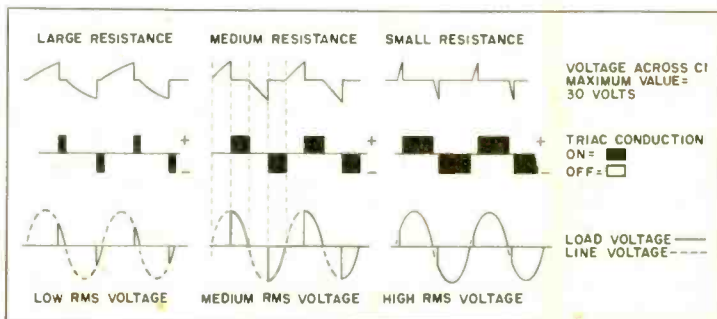 LARGE RESISTANCE
MEDIUM RESISTANCE
SMALL RESISTANCE
VOLTAGE ACROSS C1
MAXIMUM VALUE=
30 VOLTS
+
-
+
-
+
-
TRIAC CONDUCTION
ON=
OFF=
LOAD VOLTAGE
LINE VOLTAGE
LOW RMS VOLTAGE
MEDIUM RMS VOLTAGE
HIGH RMS VOLTAGE